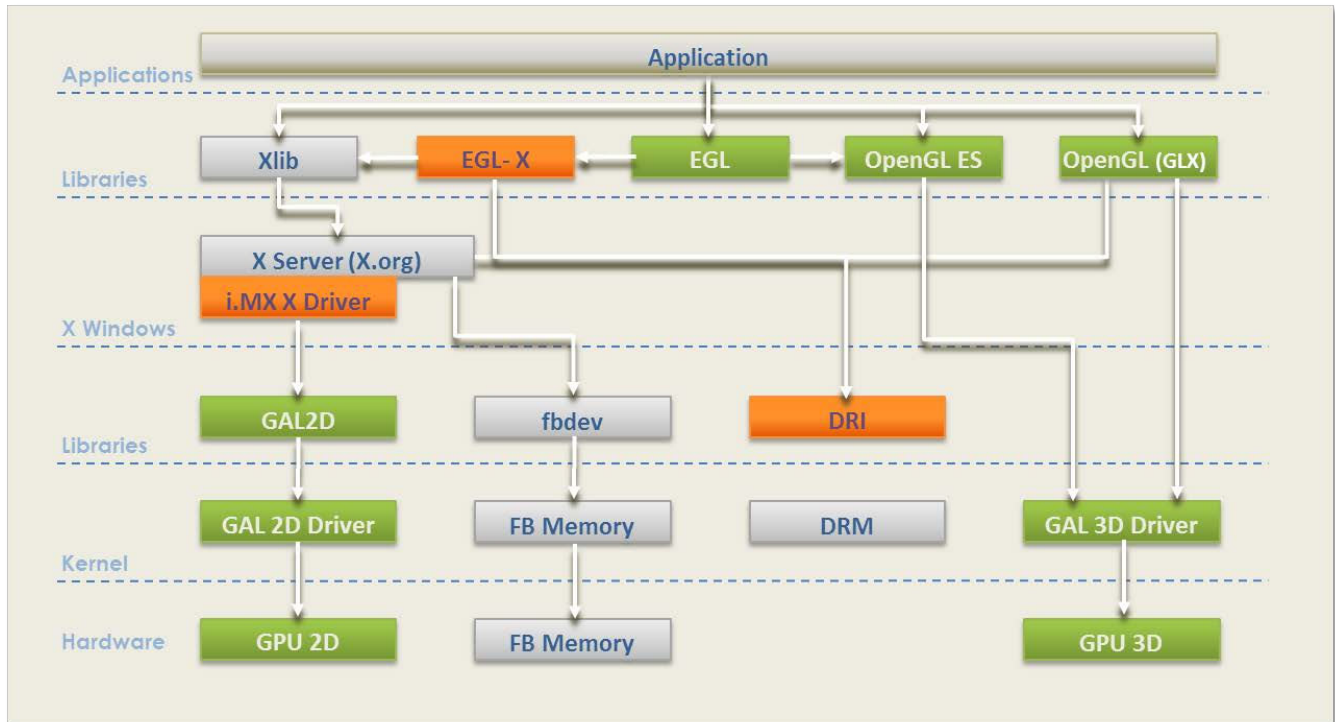 Application
Applications
Xlib
EGL- X
EGL
OpenGL ES
OpenGL (GLX)
Libraries
X Server (X.org)
i.MX X Driver
X Windows
GAL2D
fbdev
DRI
Libraries
GAL 2D Driver
FB Memory
DRM
GAL 3D Driver
Kernel
Hardware
GPU 2D
FB Memory
GPU 3D